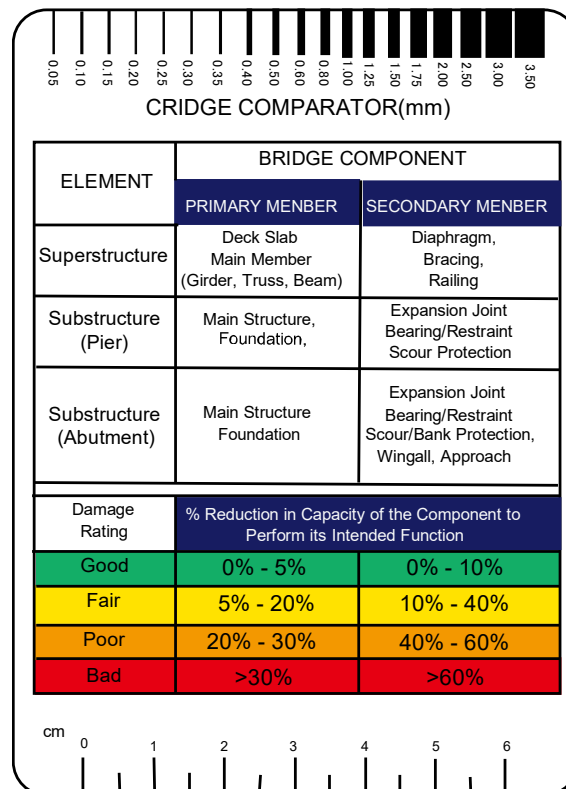 0.05 0.10 0.15 0.20 0.30 0.35 0.40 0.50 0.60 0.80 1.00 1.25 1.50 1.75 2.00 2.50 3.00 3.50
CRIDGE COMPARATOR(mm)
ELEMENT
BRIDGE COMPONENT
PRIMARY MENBER
SECONDARY MENBER
Superstructure
Deck Slab
Main Member
(Girder, Truss, Beam)
Diaphragm,
Bracing,
Railing
Substructure
(Pier)
Main Structure,
Foundation,
Expansion Joint
Bearing/Restraint
Scour Protection
Substructure
(Abutment)
Main Structure
Foundation
Expansion Joint
Bearing/Restraint
Scour/Bank Protection,
Wingall, Approach
Damage
Rating
% Reduction in Capacity of the Component to
Perform its Intended Function
Good 0% - 5% 0% - 10%
Fair 5% - 20% 10% - 40%
Poor 20% - 30% 40% - 60%
Bad >30% >60%
cm 0 1 2 3 4 5 6